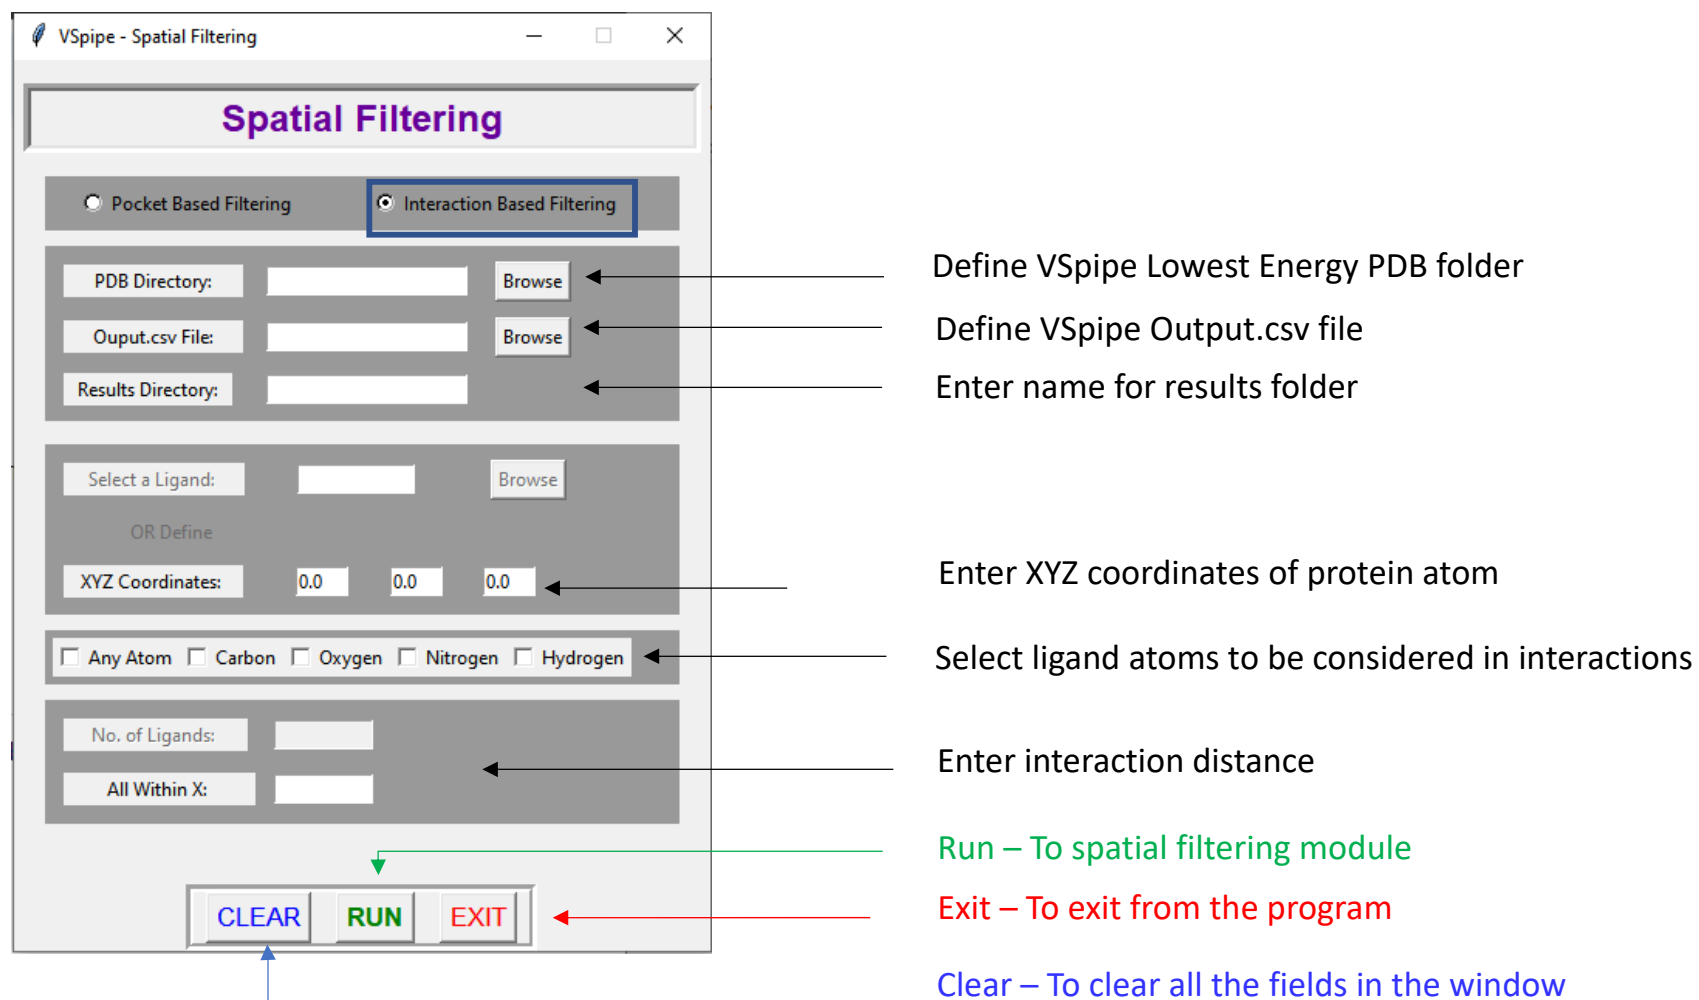 VSpipe - Spatial Filtering
Spatial Filtering
Pocket Based Filtering Interaction Based Filtering
PDB Directory: Browse Define VSpipe Lowest Energy PDB folder
Ouput.csv File: Browse Define VSpipe Output.csv file
Results Directory: Enter name for results folder
Select a Ligand: Browse
OR Define
XYZ Coordinates: 0.0 0.0 0.0 Enter XYZ coordinates of protein atom
Any Atom Carbon Oxygen Nitrogen Hydrogen Select ligand atoms to be considered in interactions
No. of Ligands:
Enter interaction distance
All Within X:
Run – To spatial filtering module
CLEAR RUN EXIT Exit – To exit from the program
Clear – To clear all the fields in the window